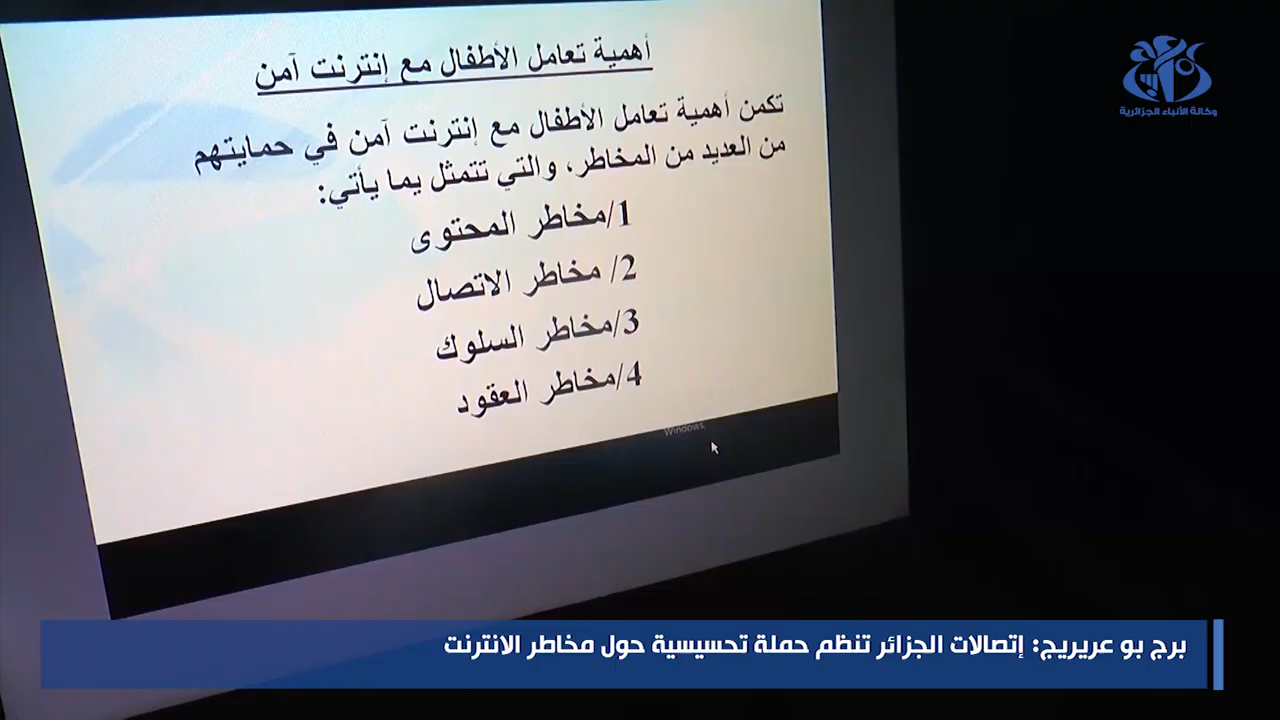 أهمية تعامل الأطفال مع إنترنت آمن
تكمن أهمية تعامل الأطفال مع إنترنت آمن في حمايتهم
من العديد من المخاطر، والتي تتمثل يما يأتي:
1/مخاطر المحتوى
2/ مخاطر الاتصال
3/مخاطر السلوك
4/مخاطر العقود
Windows
وكالة الأنباء الجزائرية
برج بو عريريج: إتصالات الجزائر تنظم حملة تحسيسية حول مخاطر الانترنت